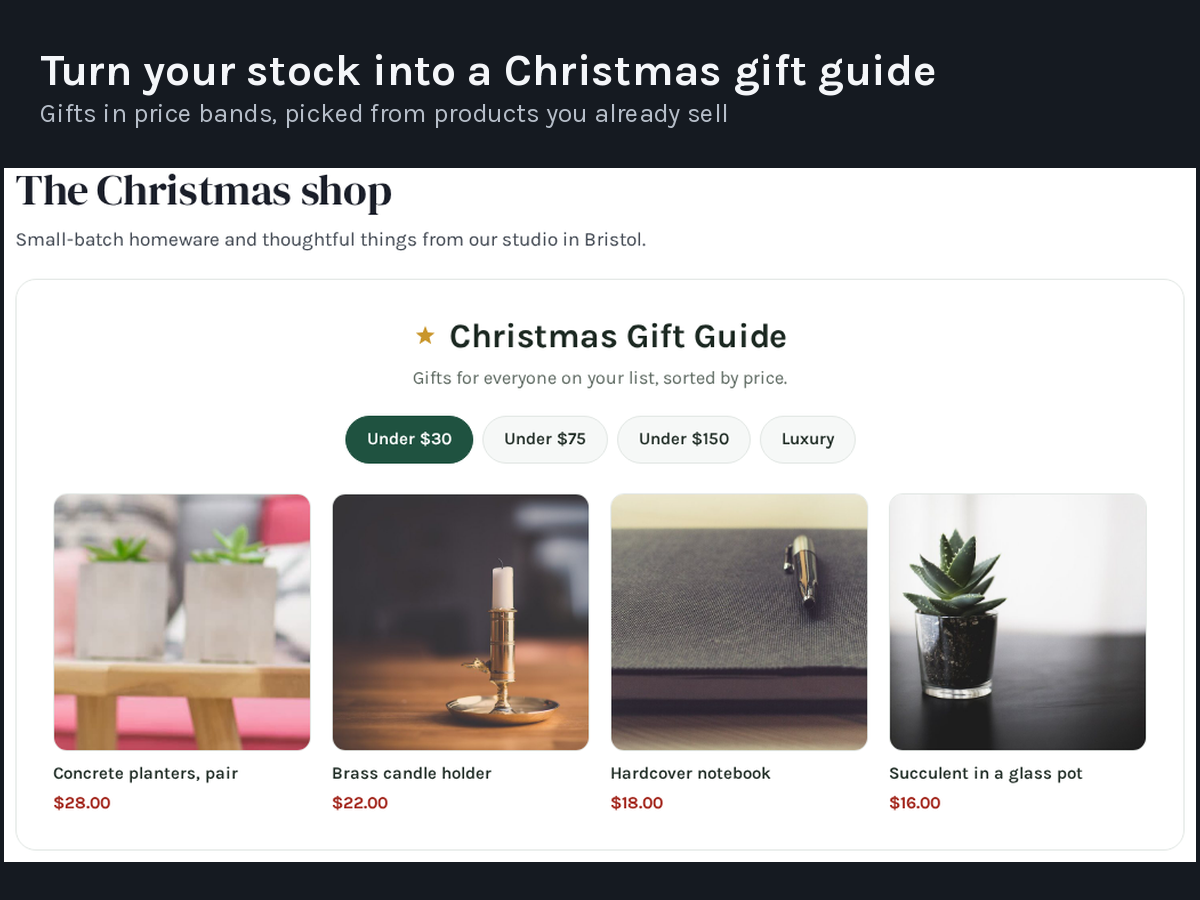 Turn your stock into a Christmas gift guide
Gifts in price bands, picked from products you already sell
The Christmas shop
Small-batch homeware and thoughtful things from our studio in Bristol.
Christmas Gift Guide
Gifts for everyone on your list, sorted by price.
Under $30 Under $75 Under $150 Luxury
Concrete planters, pair
$28.00
Brass candle holder
$22.00
Hardcover notebook
$18.00
Succulent in a glass pot
$16.00